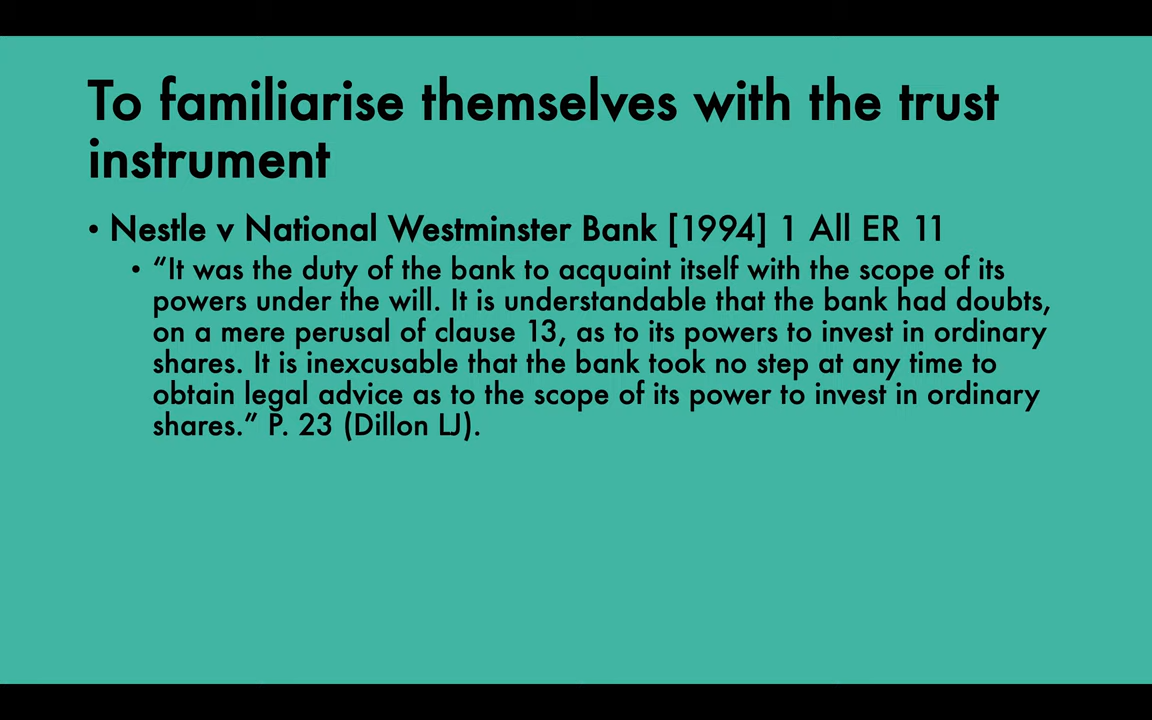 To familiarise themselves with the trust
instrument
• Nestle v National Westminster Bank [1994] 1 All ER 11
• “It was the duty of the bank to acquaint itself with the scope of its
powers under the will. It is understandable that the bank had doubts,
on a mere perusal of clause 13, as to its powers to invest in ordinary
shares. It is inexcusable that the bank took no step at any time to
obtain legal advice as to the scope of its power to invest in ordinary
shares.” P. 23 (Dillon LJ).